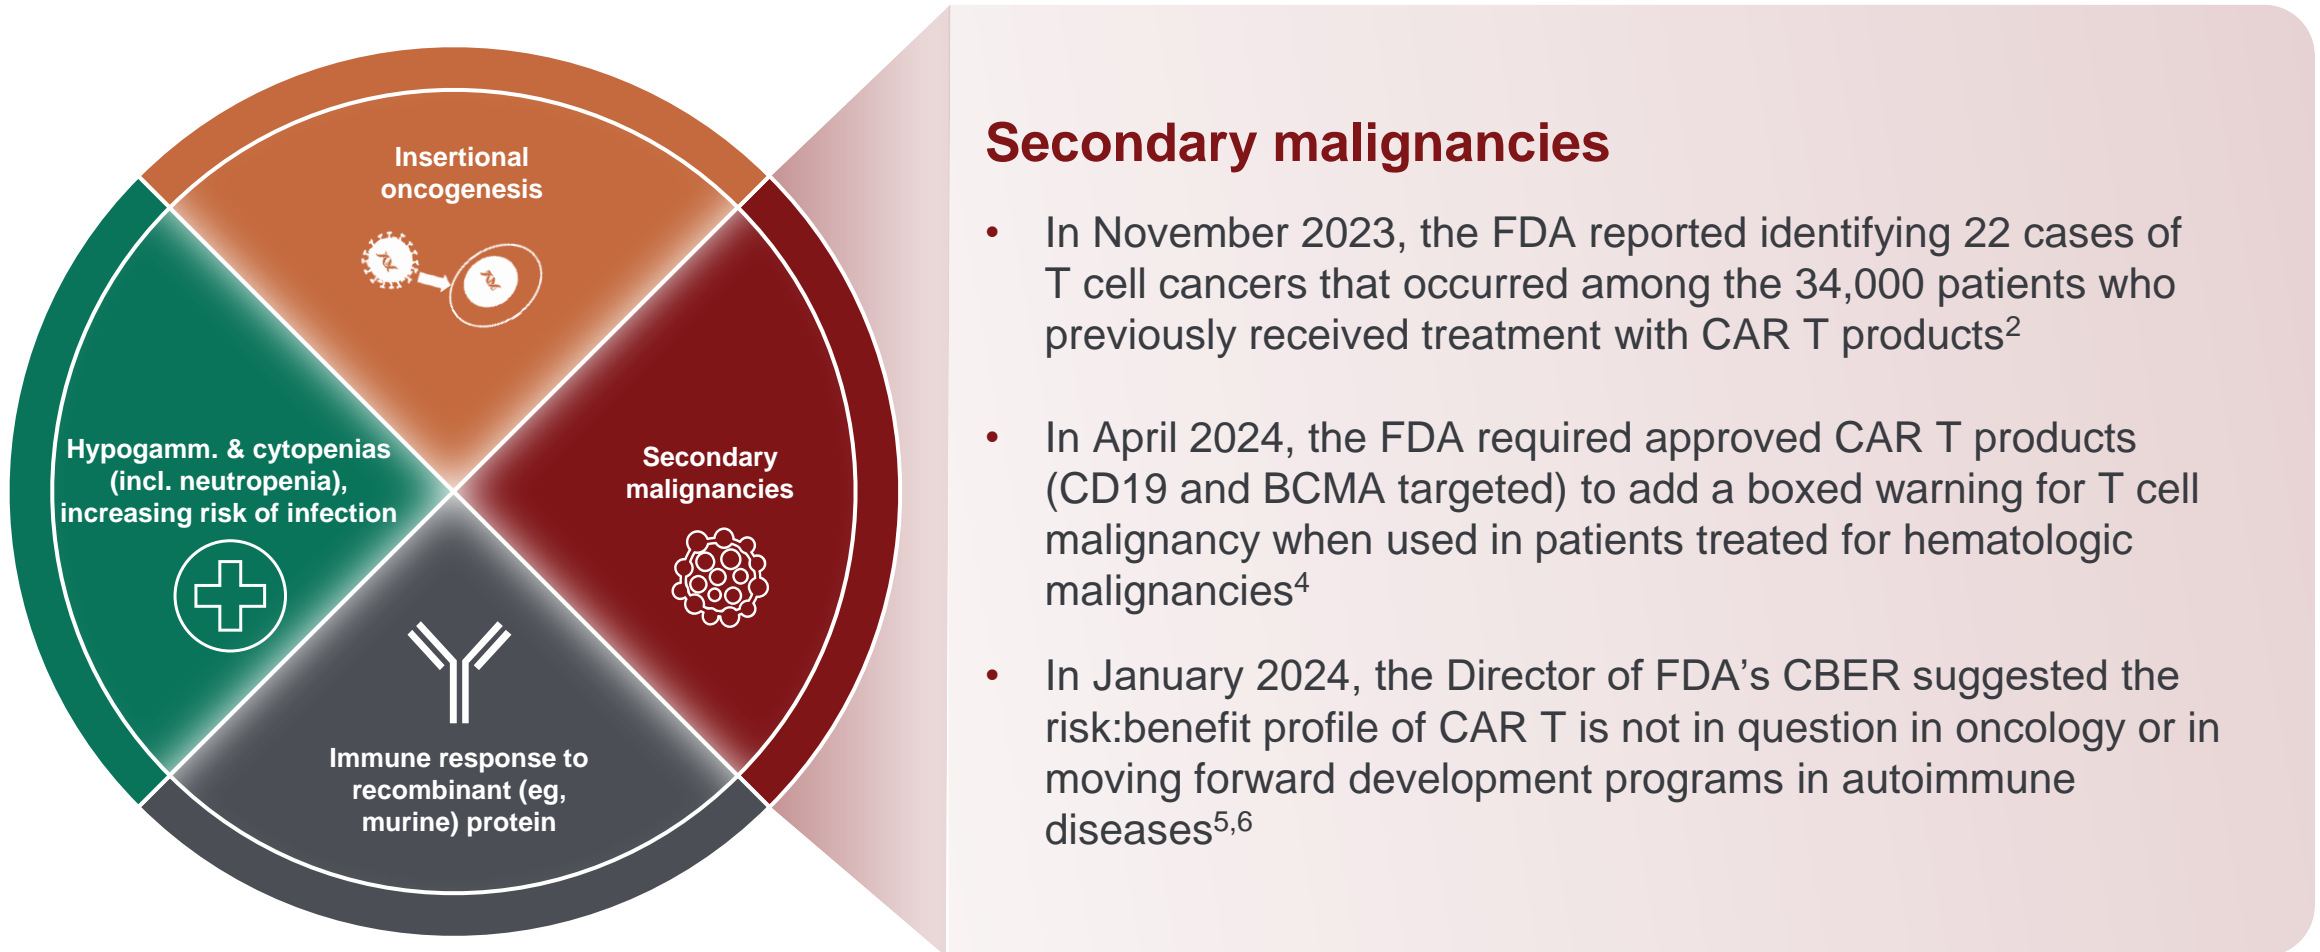 Insertional
oncogenesis
Hypogamm. & cytopenias
(incl. neutropenia),
increasing risk of infection
Secondary
malignancies
Immune response to
recombinant (eg,
murine) protein
Secondary malignancies
• In November 2023, the FDA reported identifying 22 cases of
T cell cancers that occurred among the 34,000 patients who
previously received treatment with CAR T products²
• In April 2024, the FDA required approved CAR T products
(CD19 and BCMA targeted) to add a boxed warning for T cell
malignancy when used in patients treated for hematologic
malignancies⁴
• In January 2024, the Director of FDA’s CBER suggested the
risk:benefit profile of CAR T is not in question in oncology or in
moving forward development programs in autoimmune
diseases⁵,⁶